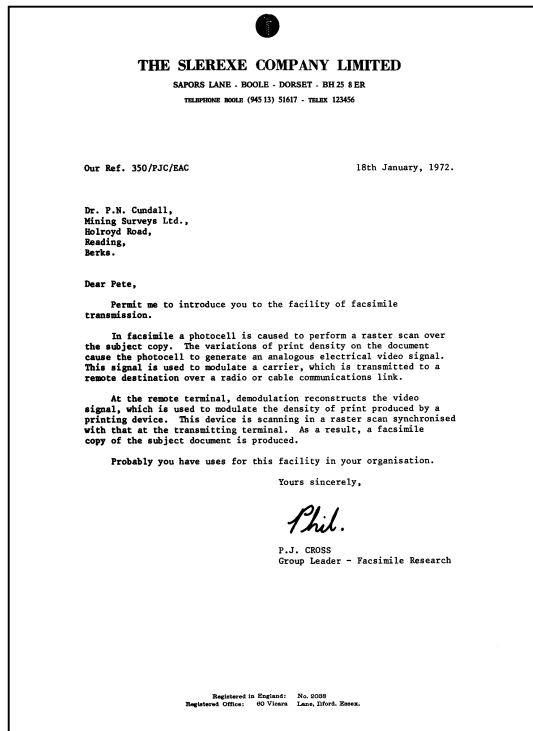 THE SLEREXE COMPANY LIMITED
SAPORS LANE - BOOLE - DORSET - BH 25 8 ER
TELEPHONE BOOLE (945 13) 51617 - TELEX 123456
Our Ref. 350/PJC/EAC 18th January, 1972.
Dr. P.N. Cundall,
Mining Surveys Ltd.,
Holroyd Road,
Reading,
Berks.
Dear Pete,
Permit me to introduce you to the facility of facsimile
transmission.
In facsimile a photocell is caused to perform a raster scan over
the subject copy. The variations of print density on the document
cause the photocell to generate an analogous electrical video signal.
This signal is used to modulate a carrier, which is transmitted to a
remote destination over a radio or cable communications link.
At the remote terminal, demodulation reconstructs the video
signal, which is used to modulate the density of print produced by a
printing device. This device is scanning in a raster scan synchronised
with that at the transmitting terminal. As a result, a facsimile
copy of the subject document is produced.
Probably you have uses for this facility in your organisation.
Yours sincerely,
Phil.
P.J. CROSS
Group Leader - Facsimile Research
Registered in England: No. 2038
Registered Office: 60 Vicara Lane, Ilford. Essex.